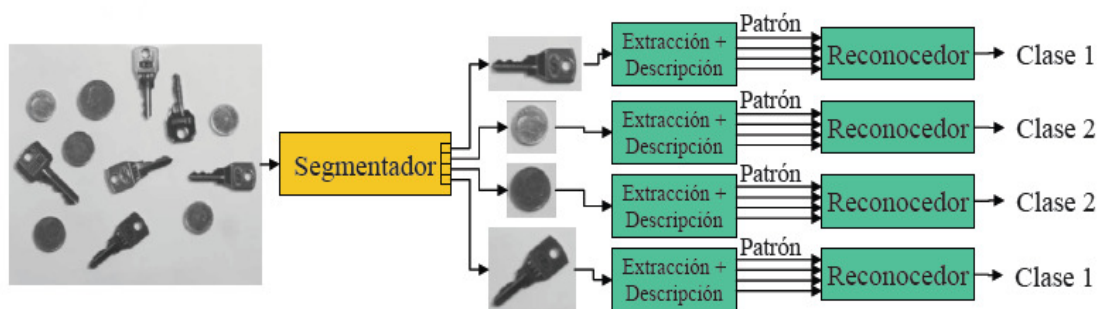 Segmentador
Extracción +
Descripción
Patrón
Reconocedor
Clase 1
Extracción +
Descripción
Patrón
Reconocedor
Clase 2
Extracción +
Descripción
Patrón
Reconocedor
Clase 2
Extracción +
Descripción
Patrón
Reconocedor
Clase 1